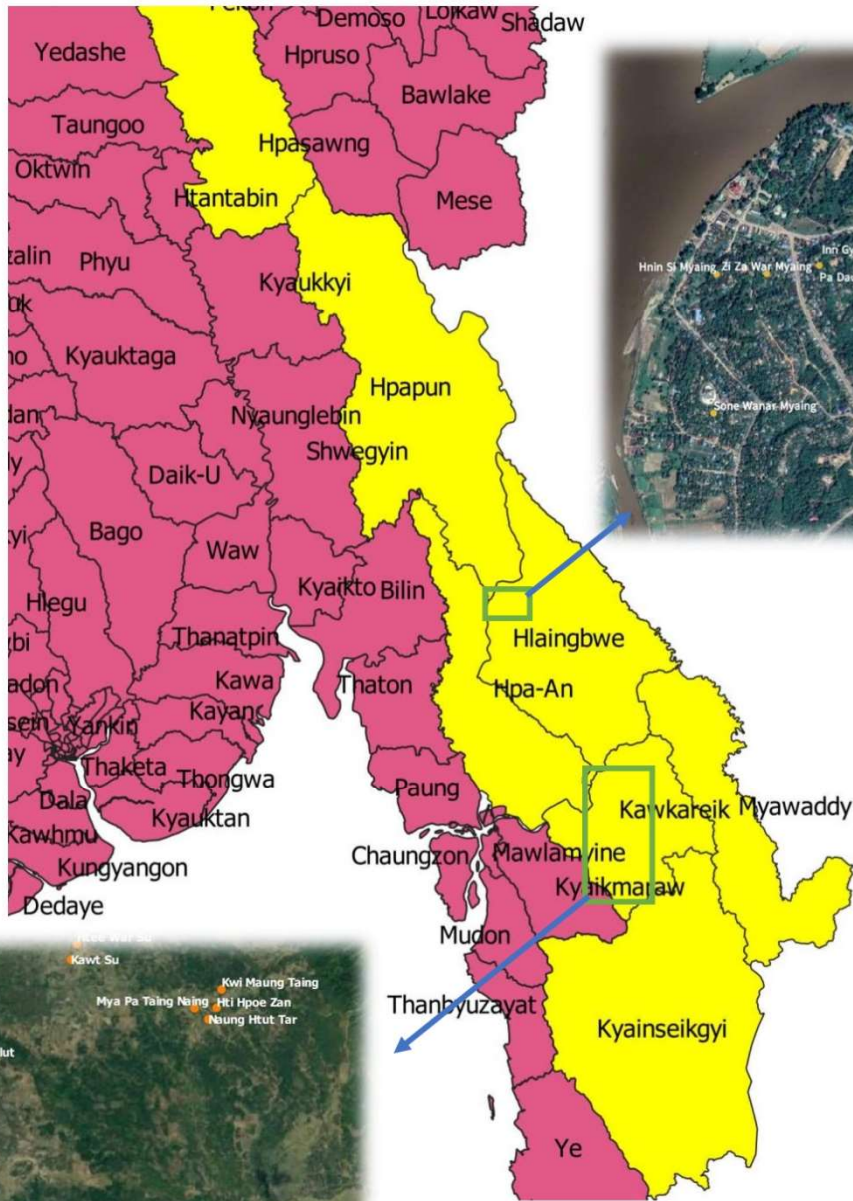 Demoso
Loikaw
Shadaw
Yedashe
Hpruso
Bawlake
Taungoo
Hpasawng
Oktwin
Htantabin
Mese
Phyu
Kyaukkyi
Kyauktaga
Hpapun
Nyaunglebin
Shwegyin
Daik-U
Bago
Waw
Kyaikto
Bilin
Hlegu
Thanatpin
Hlaingbwe
Kawa
Thaton
Hpa-An
Kayan
Yankin
Thaketa
Thongwa
Paung
Dala
Kyauktan
Kawkareik
Myawaddy
Kawhmu
Chaungzon
Mawlamyine
Kungyangon
Kyaikmaraw
Dedaye
Mudon
Thanbyuzayat
Kyainseikgyi
Ye
Hnin Si Myaing
Zi Za War Myaing
Sone Wanar Myaing
Kawt Su
Kwi Maung Taing
Mya Pa Taing Naing
Hti Hpoe Zan
Naung Htut Tar